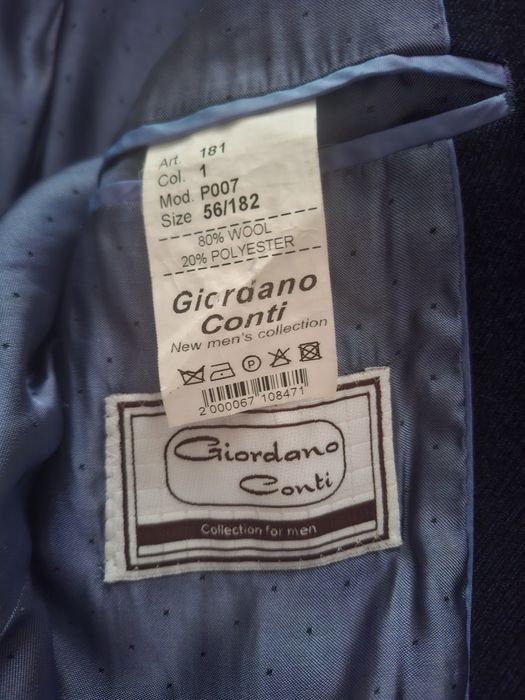 Art. 181
Col. 1
Mod. P007
Size 56/182
80% WOOL
20% POLYESTER
Giordano
Conti
New men's collection
P
2 000067 108471
Giordano
Conti
Collection for men